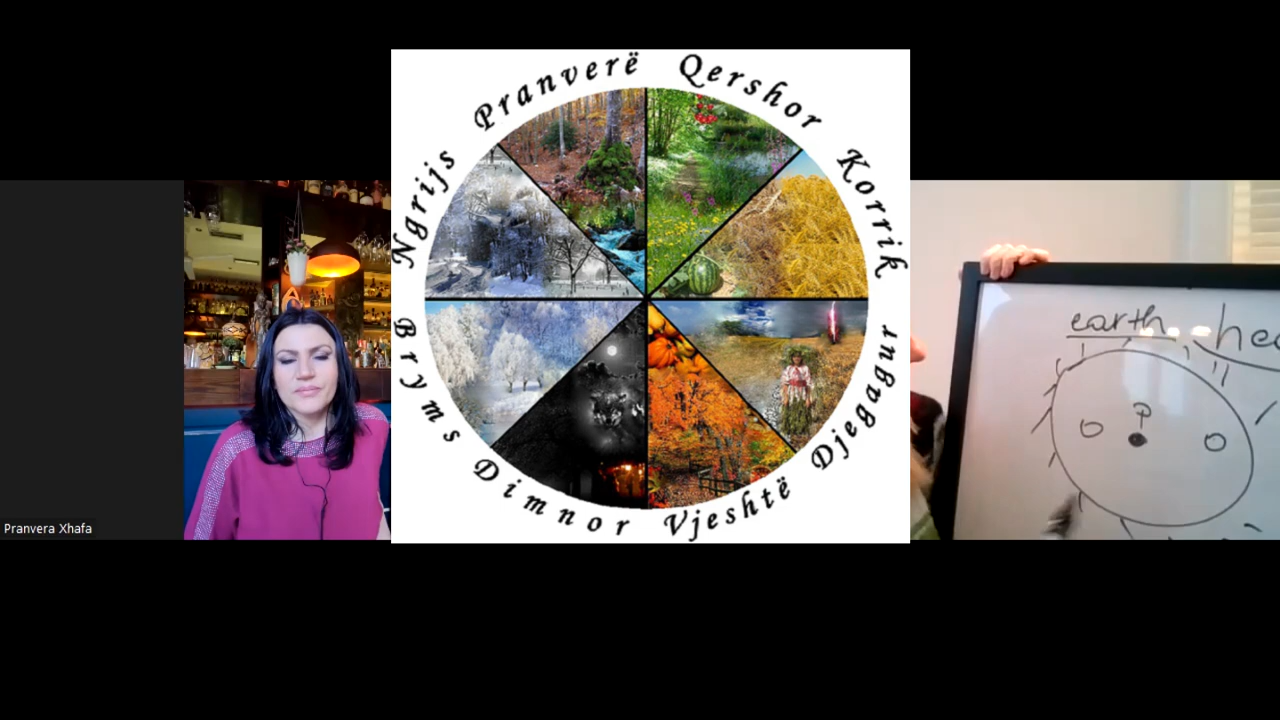 Pranverë
Qershor
Korrik
Djegagur
Vjeshtë
Dimnor
Bryms
Ngrijs
Pranvera Xhafa
earth
P